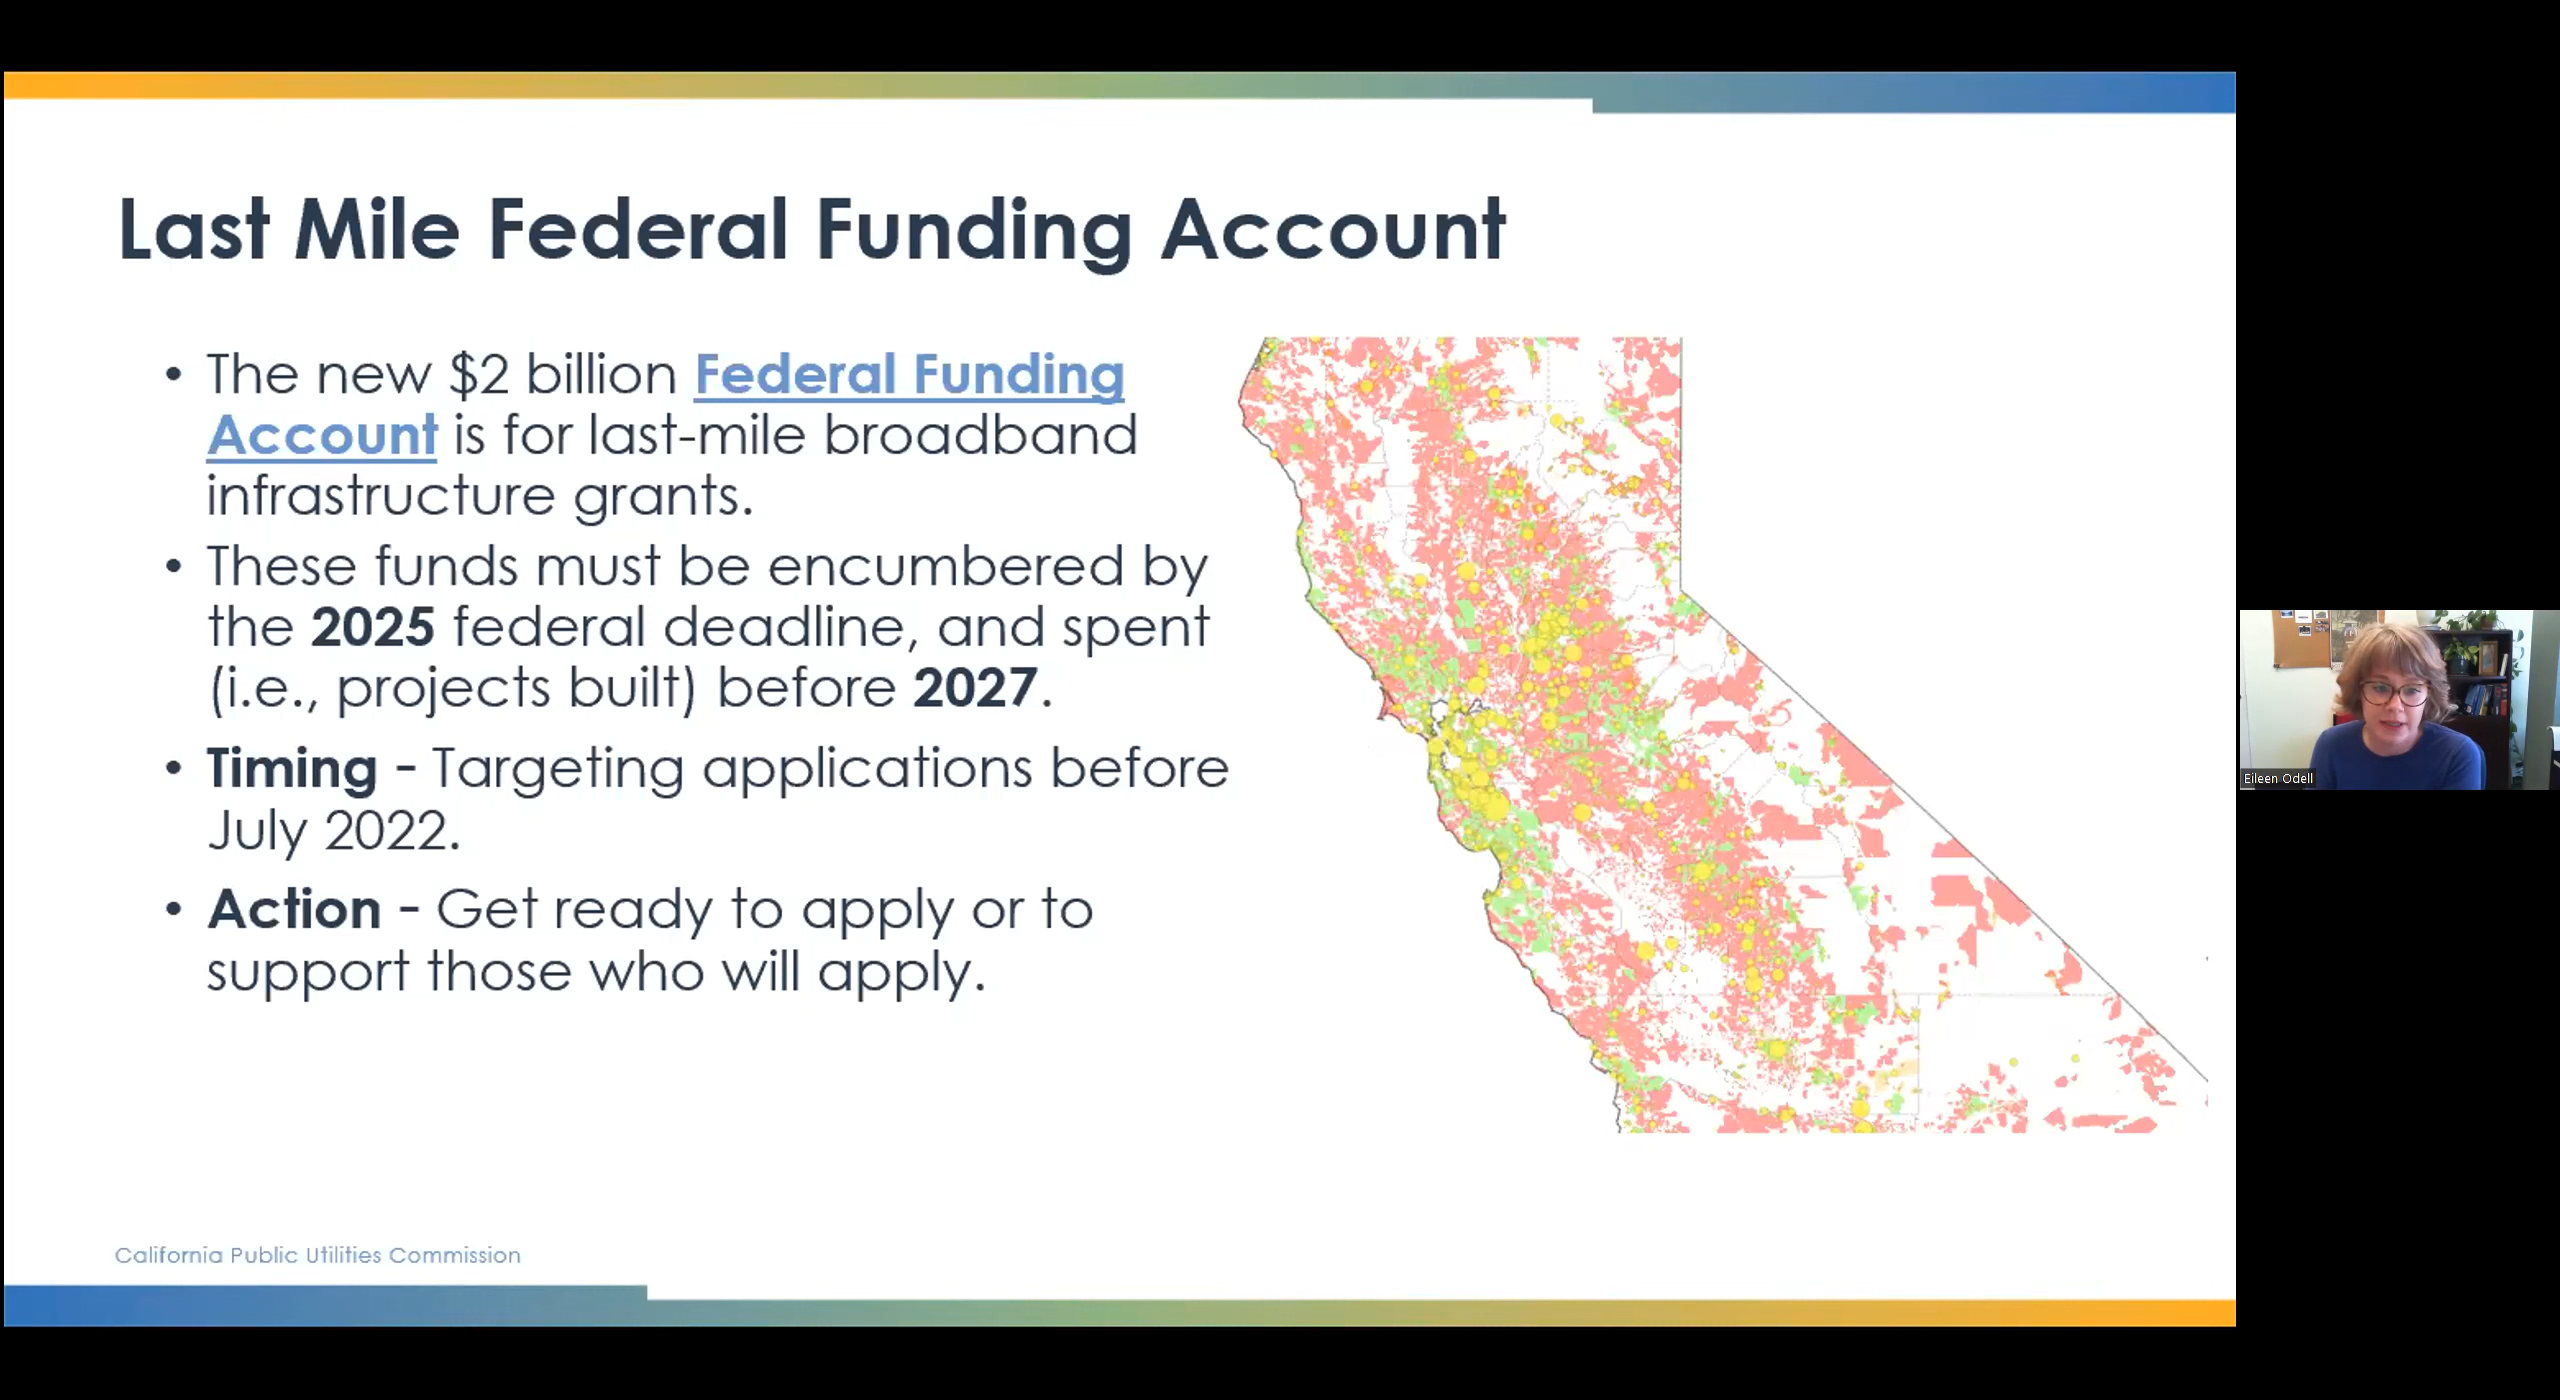 Last Mile Federal Funding Account
• The new $2 billion Federal Funding
Account is for last-mile broadband
infrastructure grants.
• These funds must be encumbered by
the 2025 federal deadline, and spent
(i.e., projects built) before 2027.
• Timing - Targeting applications before
July 2022.
• Action - Get ready to apply or to
support those who will apply.
California Public Utilities Commission
Eileen Odell